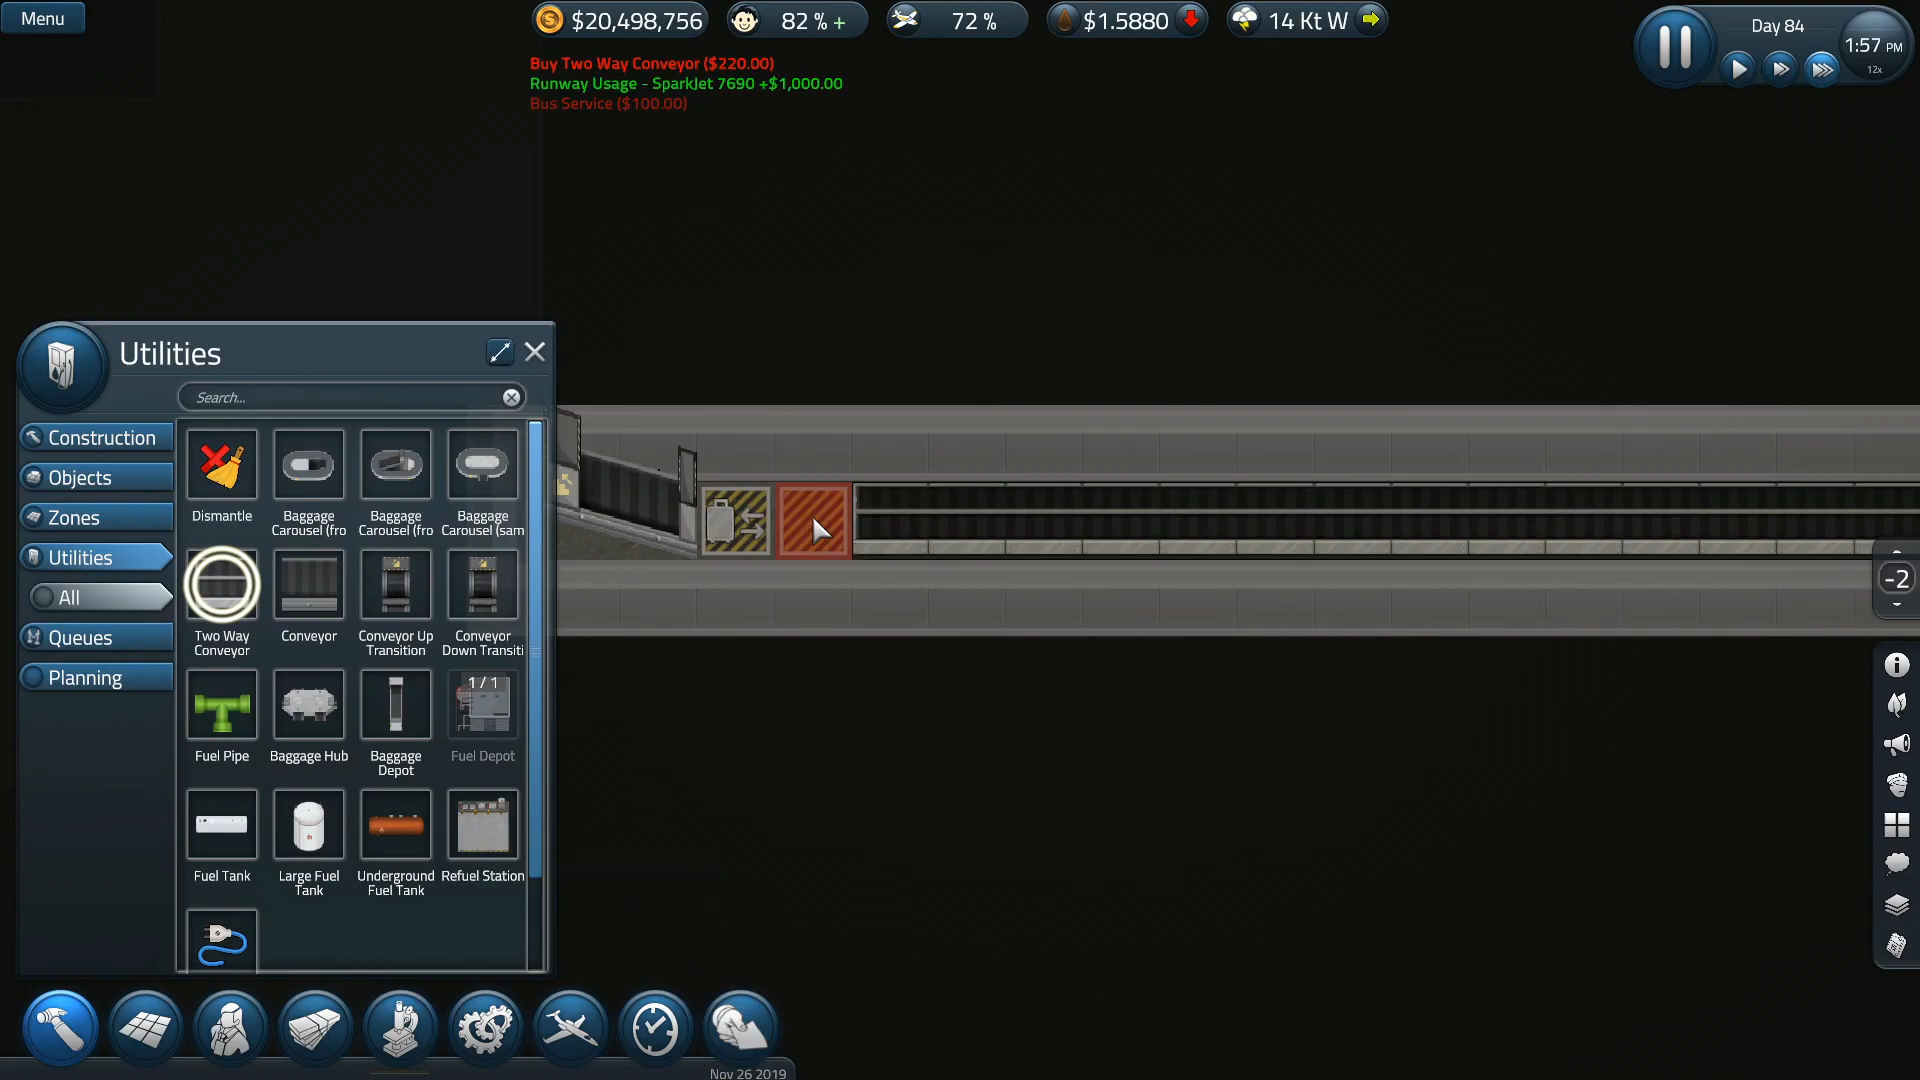 Menu
$20,498,756
82 % +
72 %
$1.5880
14 Kt W
Day 84
1:57 PM
12x
Buy Two Way Conveyor ($220.00)
Runway Usage - SparkJet 7690 +$1,000.00
Bus Service ($100.00)
Utilities
Search...
Construction
Objects
Zones
Utilities
All
Queues
Planning
Dismantle
Baggage Carousel (fro
Baggage Carousel (fro
Baggage Carousel (sam
Two Way Conveyor
Conveyor
Conveyor Up Transition
Conveyor Down Transiti
Fuel Pipe
Baggage Hub
Baggage Depot
1 / 1
Fuel Depot
Fuel Tank
Large Fuel Tank
Underground Fuel Tank
Refuel Station
-2
Nov 26 2019